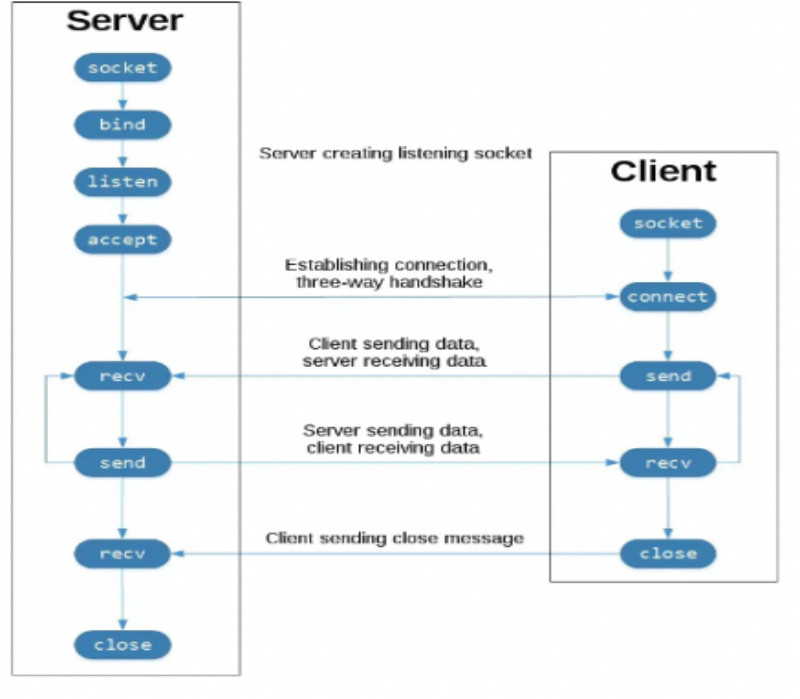 Server
socket
bind
listen
accept
Server creating listening socket
Client
socket
Establishing connection,
three-way handshake
connect
Client sending data,
server receiving data
recv
send
Server sending data,
client receiving data
send
recv
Client sending close message
recv
close
close